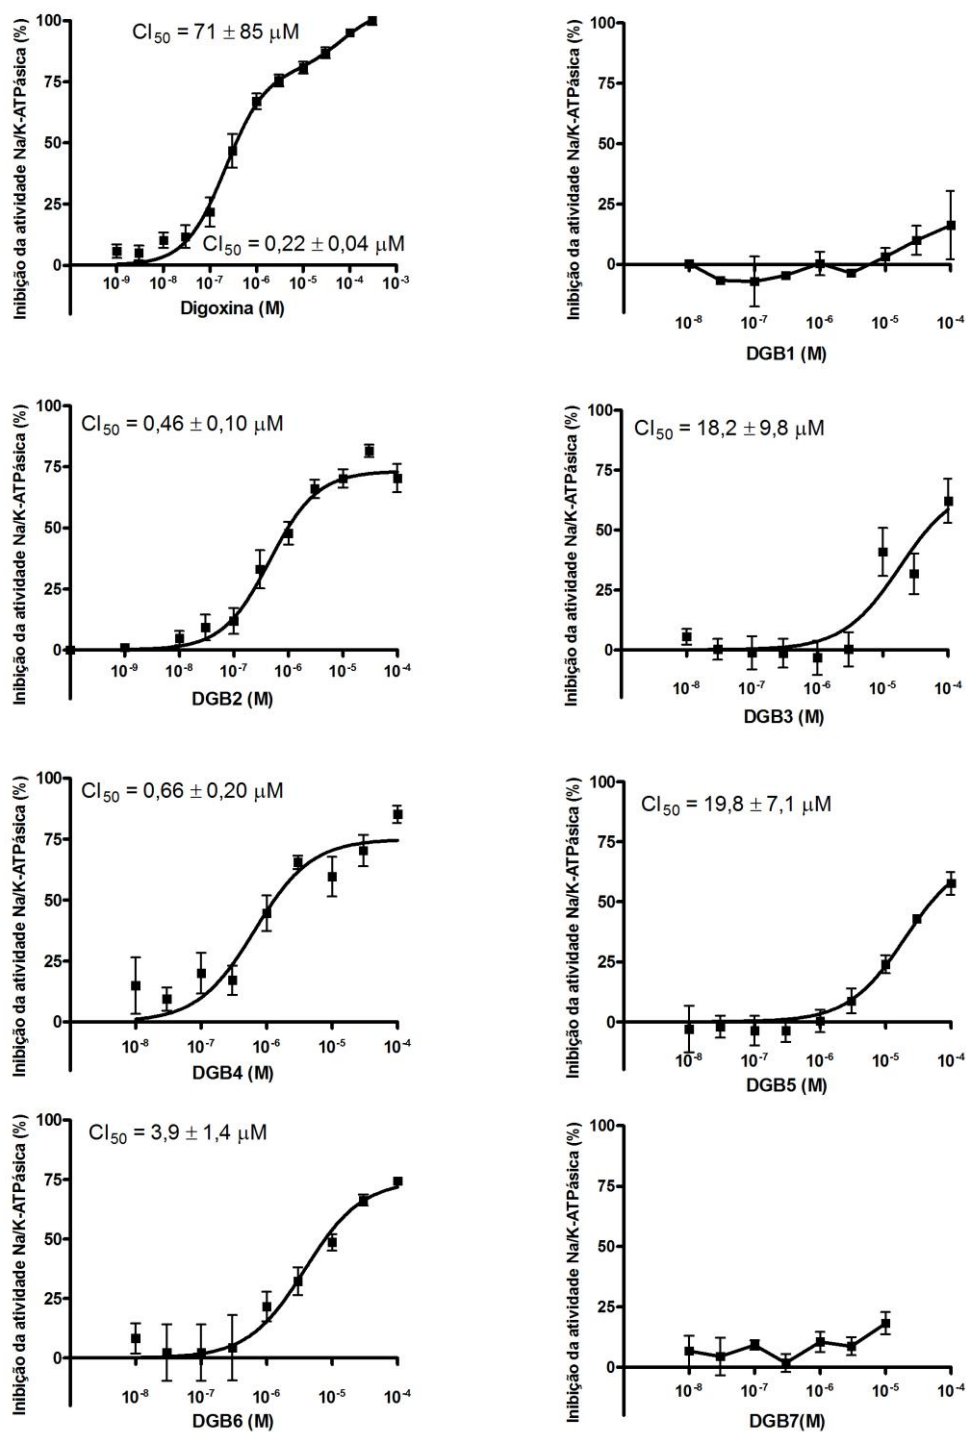 Inibição da atividade Na/K-ATPásica (%)
100
75
50
25
0
CI50 = 71 ± 85 μM
CI50 = 0,22 ± 0,04 μM
10-9 10-8 10-7 10-6 10-5 10-4 10-3
Digoxina (M)
Inibição da atividade Na/K-ATPásica (%)
100
75
50
25
0
10-8 10-7 10-6 10-5 10-4
DGB1 (M)
Inibição da atividade Na/K-ATPásica (%)
100
75
50
25
0
CI50 = 0,46 ± 0,10 μM
10-9 10-8 10-7 10-6 10-5 10-4
DGB2 (M)
Inibição da atividade Na/K-ATPásica (%)
100
75
50
25
0
CI50 = 18,2 ± 9,8 μM
10-8 10-7 10-6 10-5 10-4
DGB3 (M)
Inibição da atividade Na/K-ATPásica (%)
100
75
50
25
0
CI50 = 0,66 ± 0,20 μM
10-8 10-7 10-6 10-5 10-4
DGB4 (M)
Inibição da atividade Na/K-ATPásica (%)
100
75
50
25
0
CI50 = 19,8 ± 7,1 μM
10-8 10-7 10-6 10-5 10-4
DGB5 (M)
Inibição da atividade Na/K-ATPásica (%)
100
75
50
25
0
CI50 = 3,9 ± 1,4 μM
10-8 10-7 10-6 10-5 10-4
DGB6 (M)
Inibição da atividade Na/K-ATPásica (%)
100
75
50
25
0
10-8 10-7 10-6 10-5 10-4
DGB7(M)